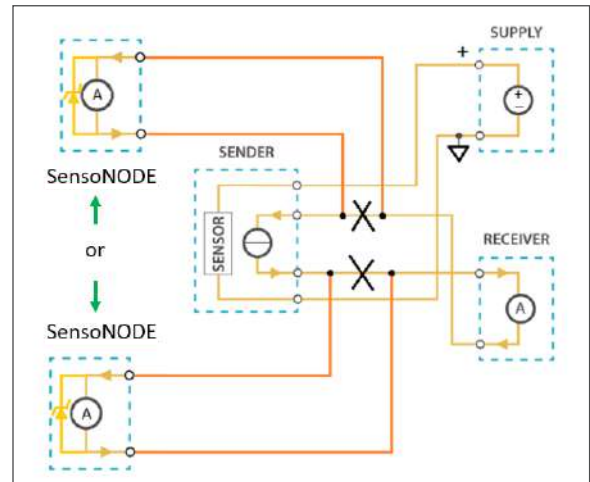 SUPPLY
+
A
+
−
SensoNODE
SENDER
or
SENSOR
RECEIVER
A
SensoNODE
A